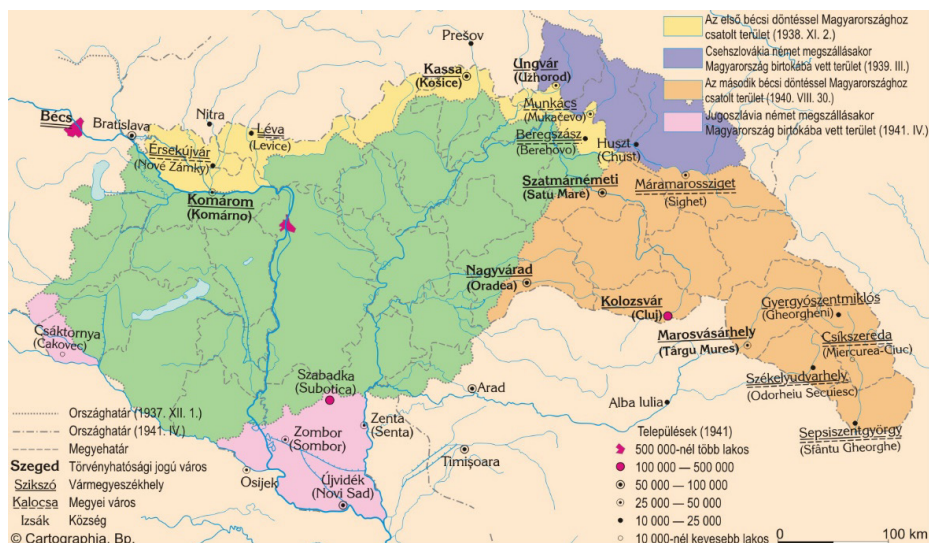 Az első bécsi döntéssel Magyarországhoz
csatolt terület (1938. XI. 2.)
Csehszlovákia német megszállásakor
Magyarország birtokába vett terület (1939. III.)
Az második bécsi döntéssel Magyarországhoz
csatolt terület (1940. VIII. 30.)
Jugoszlávia német megszállásakor
Magyarország birtokába vett terület (1941. IV.)
Prešov
Kassa
(Košice)
Ungvár
(Užhorod)
Munkács
(Mukačevo)
Beregszász
(Berehovo)
Huszt
(Chust)
Bécs
Bratislava
Nitra
Léva
(Levice)
Érsekújvár
(Nové Zámky)
Komárom
(Komárno)
Szatmárnémeti
(Satu Mare)
Máramarossziget
(Sighet)
Nagyvárad
(Oradea)
Kolozsvár
(Cluj)
Gyergyószentmiklós
(Gheorgheni)
Marosvásárhely
(Târgu Mures)
Csíkszereda
(Miercurea-Ciuc)
Székelyudvarhely
(Odorheiu Secuiesc)
Sepsiszentgyörgy
(Sfântu Gheorghe)
Csáktornya
(Čakovec)
Szabadka
(Subotica)
Arad
Alba Iulia
Zenta
(Senta)
Zombor
(Sombor)
Timişoara
Újvidék
(Novi Sad)
Osijek
Országhatár (1937. XII. 1.)
Országhatár (1941. IV.)
Megyehatár
Szeged Törvényhatósági jogú város
Szikszó Vármegyeszékhely
Kalocsa Megyei város
Izsák Község
© Cartographia, Bp.
Települések (1941)
500 000-nél több lakos
100 000 — 500 000
50 000 — 100 000
25 000 — 50 000
10 000 — 25 000
10 000-nél kevesebb lakos
0 100 km